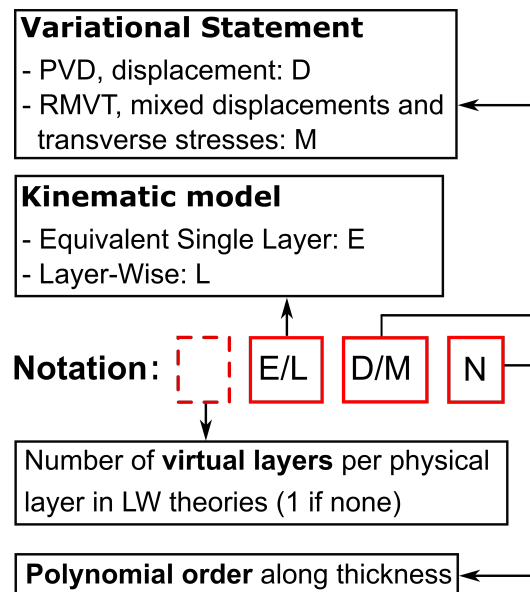 Variational Statement
- PVD, displacement: D
- RMVT, mixed displacements and
transverse stresses: M
Kinematic model
- Equivalent Single Layer: E
- Layer-Wise: L
Notation: E/L D/M N
Number of virtual layers per physical
layer in LW theories (1 if none)
Polynomial order along thickness